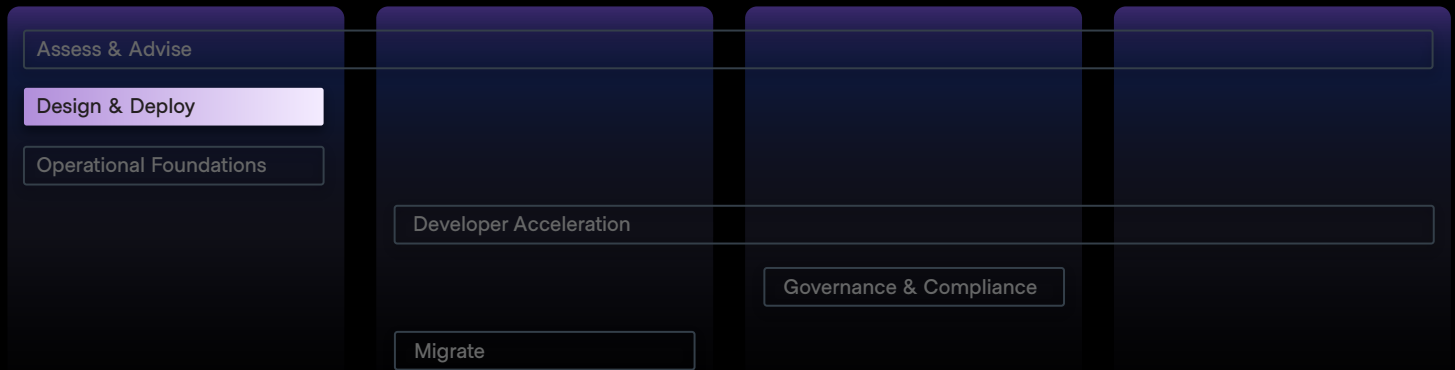 Assess & Advise
Design & Deploy
Operational Foundations
Developer Acceleration
Governance & Compliance
Migrate